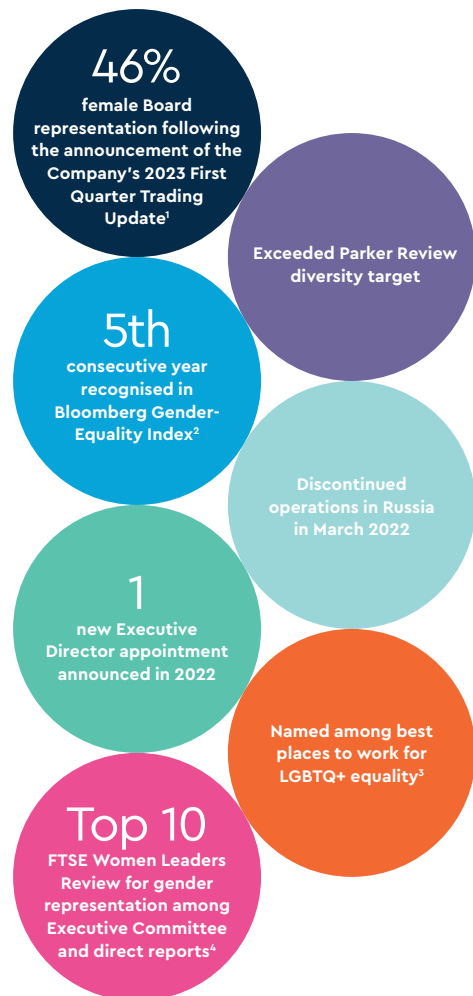 46%
female Board
representation following
the announcement of the
Company's 2023 First
Quarter Trading
Update¹
Exceeded Parker Review
diversity target
5th
consecutive year
recognised in
Bloomberg Gender-
Equality Index²
Discontinued
operations in Russia
in March 2022
1
new Executive
Director appointment
announced in 2022
Named among best
places to work for
LGBTQ+ equality³
Top 10
FTSE Women Leaders
Review for gender
representation among
Executive Committee
and direct reports⁴